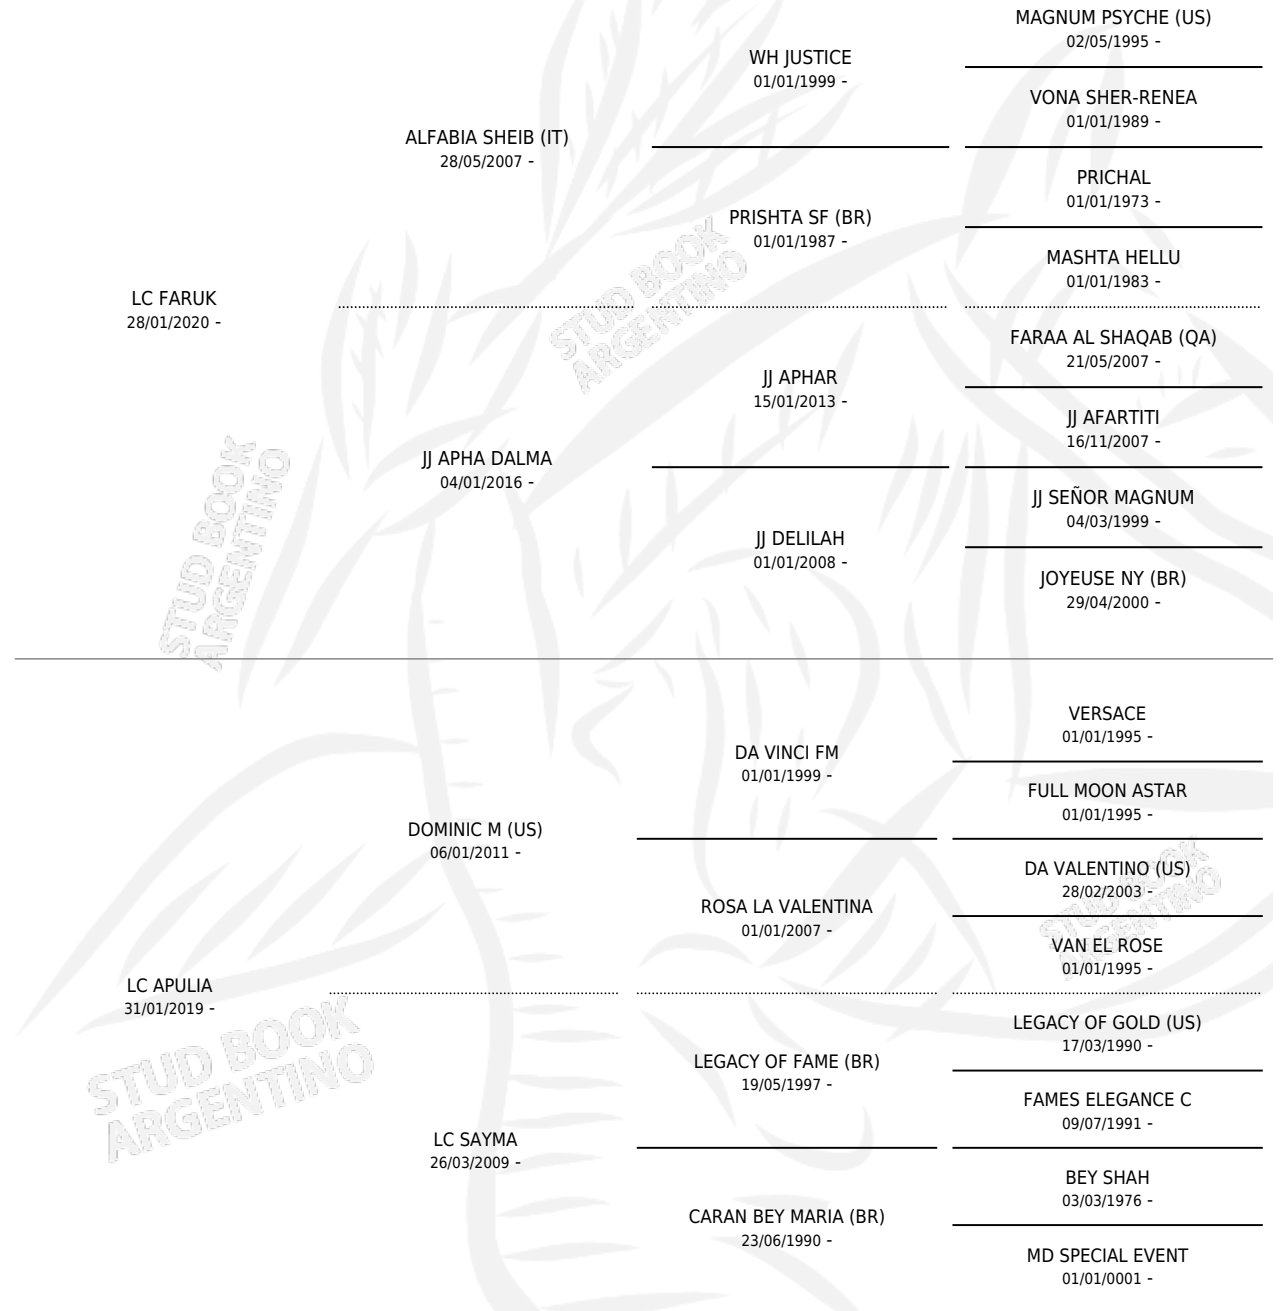 MAGNUM PSYCHE (US)
02/05/1995 -
WH JUSTICE
01/01/1999 -
VONA SHER-RENEA
01/01/1989 -
ALFABIA SHEIB (IT)
28/05/2007 -
PRICHAL
01/01/1973 -
PRISHTA SF (BR)
01/01/1987 -
MASHTA HELLU
01/01/1983 -
LC FARUK
28/01/2020 -
STUD BOOK
ARGENTINO
FARAA AL SHAQAB (QA)
21/05/2007 -
JJ APHAR
15/01/2013 -
JJ AFARTITI
16/11/2007 -
JJ APHA DALMA
04/01/2016 -
JJ SEÑOR MAGNUM
04/03/1999 -
JJ DELILAH
01/01/2008 -
JOYEUSE NY (BR)
29/04/2000 -
STUD BOOK
ARGENTINO
VERSACE
01/01/1995 -
DA VINCI FM
01/01/1999 -
FULL MOON ASTAR
01/01/1995 -
DOMINIC M (US)
06/01/2011 -
DA VALENTINO (US)
28/02/2003 -
ROSA LA VALENTINA
01/01/2007 -
STUD BOOK
ARGENTINO
VAN EL ROSE
01/01/1995 -
LC APULIA
31/01/2019 -
STUD BOOK
ARGENTINO
LEGACY OF GOLD (US)
17/03/1990 -
LEGACY OF FAME (BR)
19/05/1997 -
FAMES ELEGANCE C
09/07/1991 -
LC SAYMA
26/03/2009 -
BEY SHAH
03/03/1976 -
CARAN BEY MARIA (BR)
23/06/1990 -
MD SPECIAL EVENT
01/01/0001 -